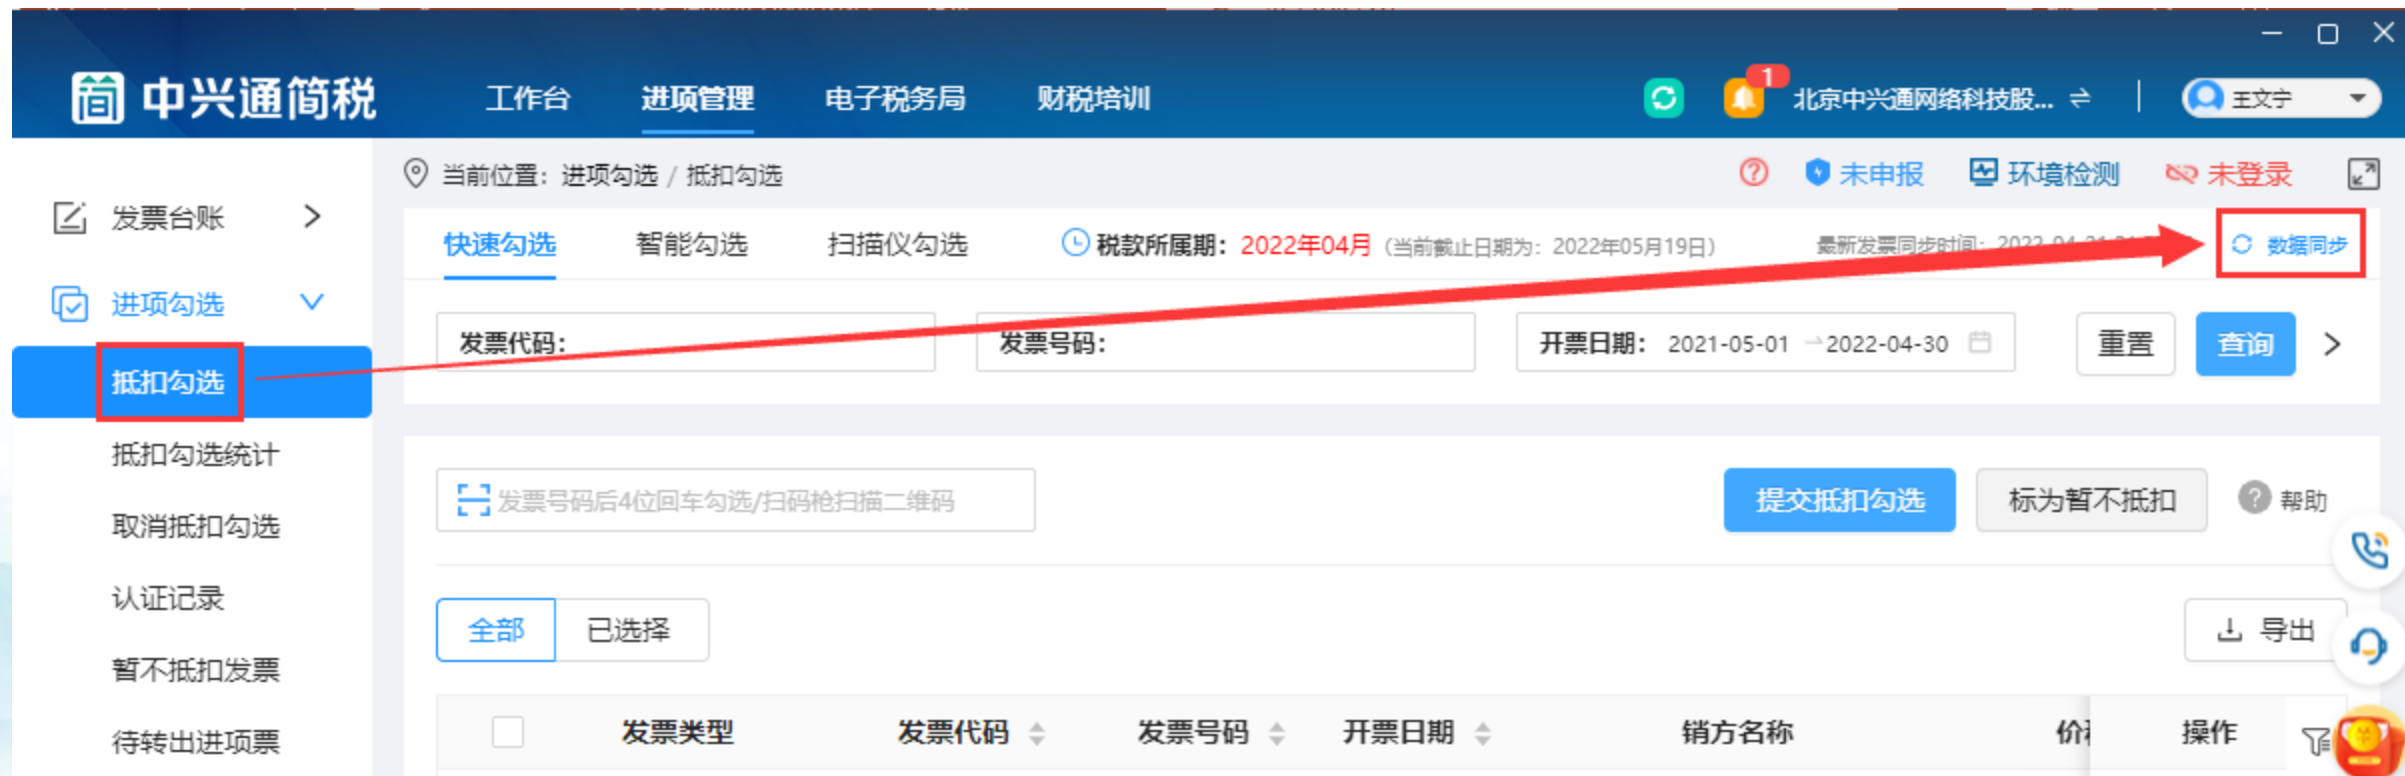 简 中兴通简税 工作台 进项管理 电子税务局 财税培训 1 北京中兴通网络科技股... 王文宁
当前位置：进项勾选 / 抵扣勾选 未申报 环境检测 未登录
发票台账
进项勾选
抵扣勾选
抵扣勾选统计
取消抵扣勾选
认证记录
暂不抵扣发票
待转出进项票
快速勾选 智能勾选 扫描仪勾选 税款所属期：2022年04月（当前截止日期为：2022年05月19日） 最新发票同步时间：2022-04-21 数据同步
发票代码： 发票号码： 开票日期： 2021-05-01 → 2022-04-30 重置 查询
发票号码后4位回车勾选/扫码枪扫描二维码 提交抵扣勾选 标为暂不抵扣 ? 帮助
全部 已选择 导出
发票类型 发票代码 发票号码 开票日期 销方名称 操作